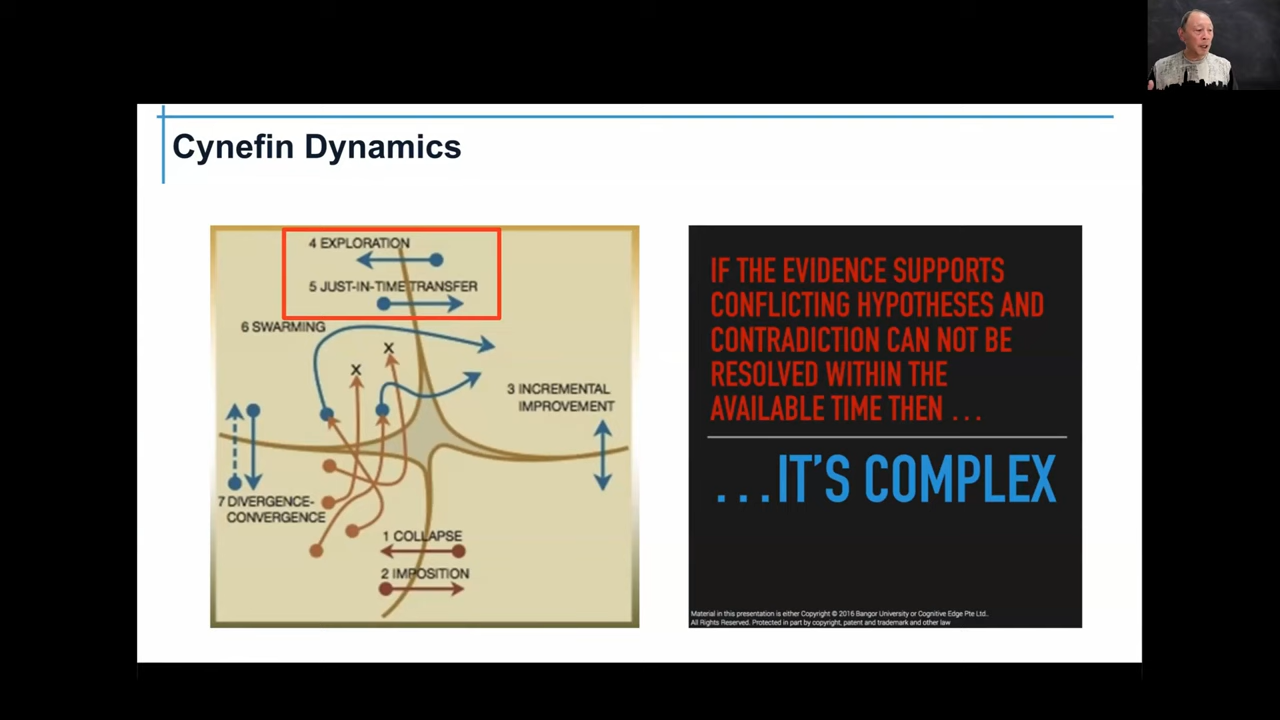 Cynefin Dynamics
4 EXPLORATION
5 JUST-IN-TIME TRANSFER
6 SWARMING
X
X
3 INCREMENTAL
IMPROVEMENT
7 DIVERGENCE-
CONVERGENCE
1 COLLAPSE
2 IMPOSITION
IF THE EVIDENCE SUPPORTS
CONFLICTING HYPOTHESES AND
CONTRADICTION CAN NOT BE
RESOLVED WITHIN THE
AVAILABLE TIME THEN ...
...IT'S COMPLEX
Material in this presentation is either Copyright © 2016 Bangor University or Cognitive Edge Pte Ltd..
All Rights Reserved. Protected in part by copyright, patent and trademark and other law